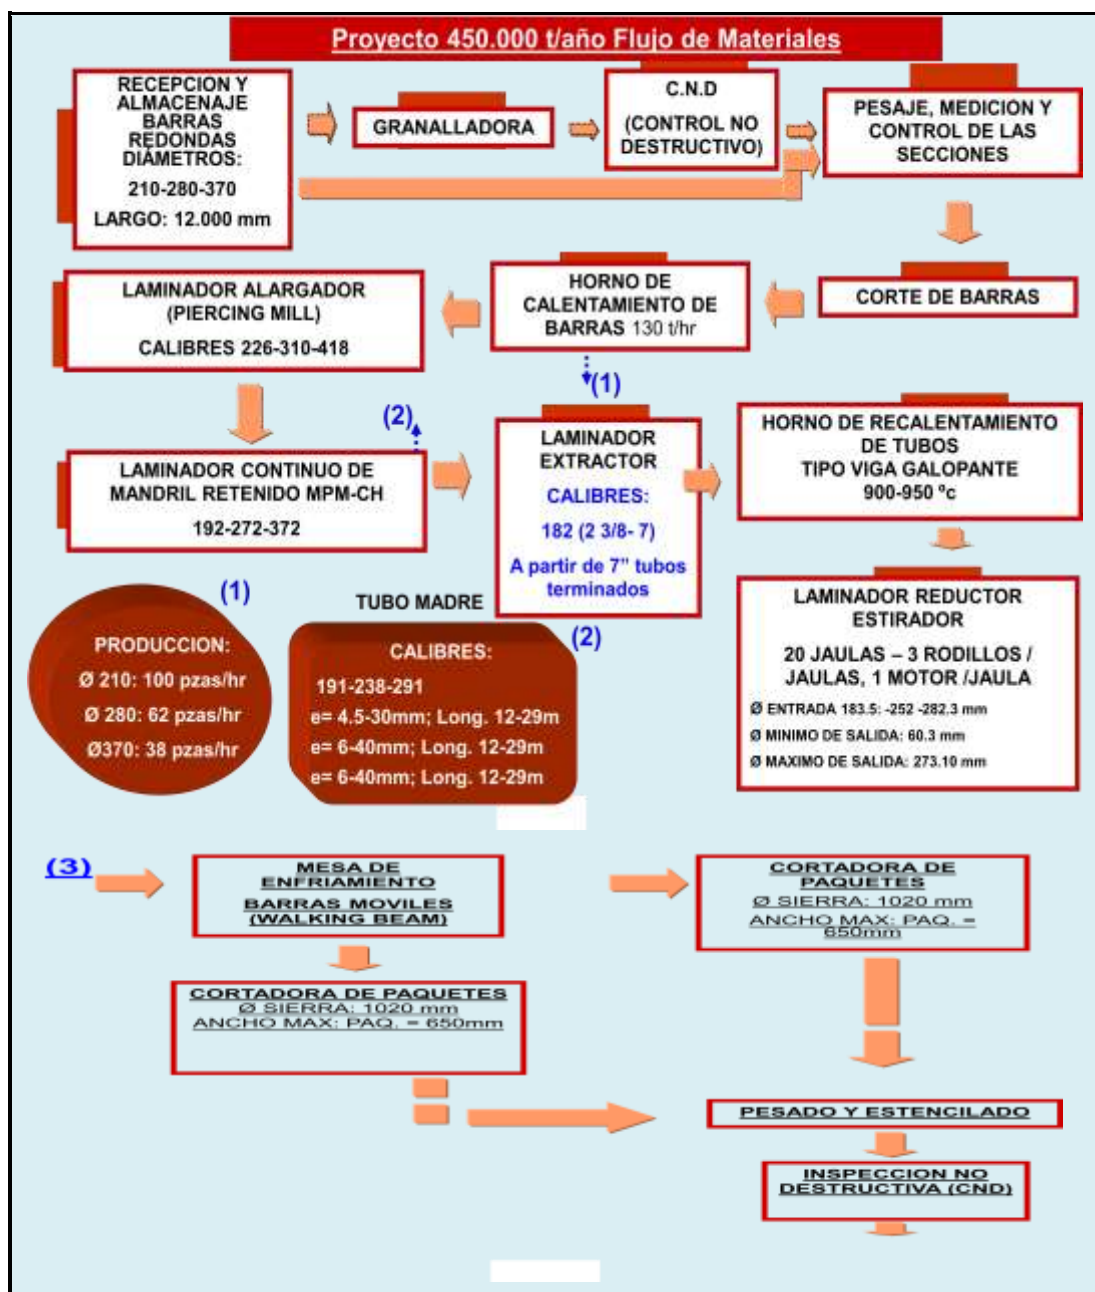 Proyecto 450.000 t/año Flujo de Materiales
RECEPCION Y
ALMACENAJE
BARRAS
REDONDAS
DIÁMETROS:
210-280-370
LARGO: 12.000 mm
GRANALLADORA
C.N.D
(CONTROL NO
DESTRUCTIVO)
PESAJE, MEDICION Y
CONTROL DE LAS
SECCIONES
LAMINADOR ALARGADOR
(PIERCING MILL)
CALIBRES 226-310-418
HORNO DE
CALENTAMIENTO DE
BARRAS 130 t/hr
CORTE DE BARRAS
(1)
(2)
LAMINADOR CONTINUO DE
MANDRIL RETENIDO MPM-CH
192-272-372
LAMINADOR
EXTRACTOR
CALIBRES:
182 (2 3/8- 7)
A partir de 7” tubos
terminados
HORNO DE RECALENTAMIENTO
DE TUBOS
TIPO VIGA GALOPANTE
900-950 ºc
LAMINADOR REDUCTOR
ESTIRADOR
20 JAULAS – 3 RODILLOS /
JAULAS, 1 MOTOR /JAULA
Ø ENTRADA 183.5: -252 -282.3 mm
Ø MINIMO DE SALIDA: 60.3 mm
Ø MAXIMO DE SALIDA: 273.10 mm
(1)
PRODUCCION:
Ø 210: 100 pzas/hr
Ø 280: 62 pzas/hr
Ø370: 38 pzas/hr
TUBO MADRE
(2)
CALIBRES:
191-238-291
e= 4.5-30mm; Long. 12-29m
e= 6-40mm; Long. 12-29m
e= 6-40mm; Long. 12-29m
(3)
MESA DE
ENFRIAMIENTO
BARRAS MOVILES
(WALKING BEAM)
CORTADORA DE PAQUETES
Ø SIERRA: 1020 mm
ANCHO MAX: PAQ. = 650mm
CORTADORA DE
PAQUETES
Ø SIERRA: 1020 mm
ANCHO MAX: PAQ. =
650mm
PESADO Y ESTENCILADO
INSPECCION NO
DESTRUCTIVA (CND)